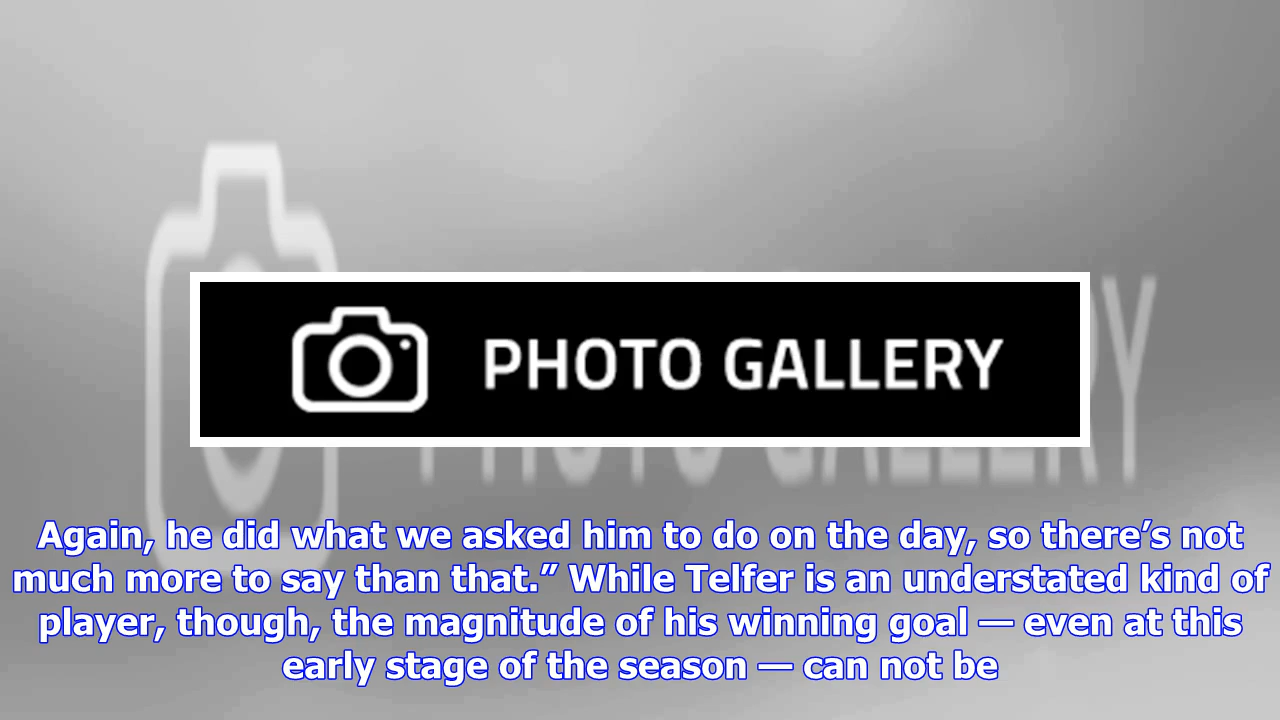 PHOTO GALLERY
Again, he did what we asked him to do on the day, so there’s not
much more to say than that.” While Telfer is an understated kind of
player, though, the magnitude of his winning goal — even at this
early stage of the season — can not be